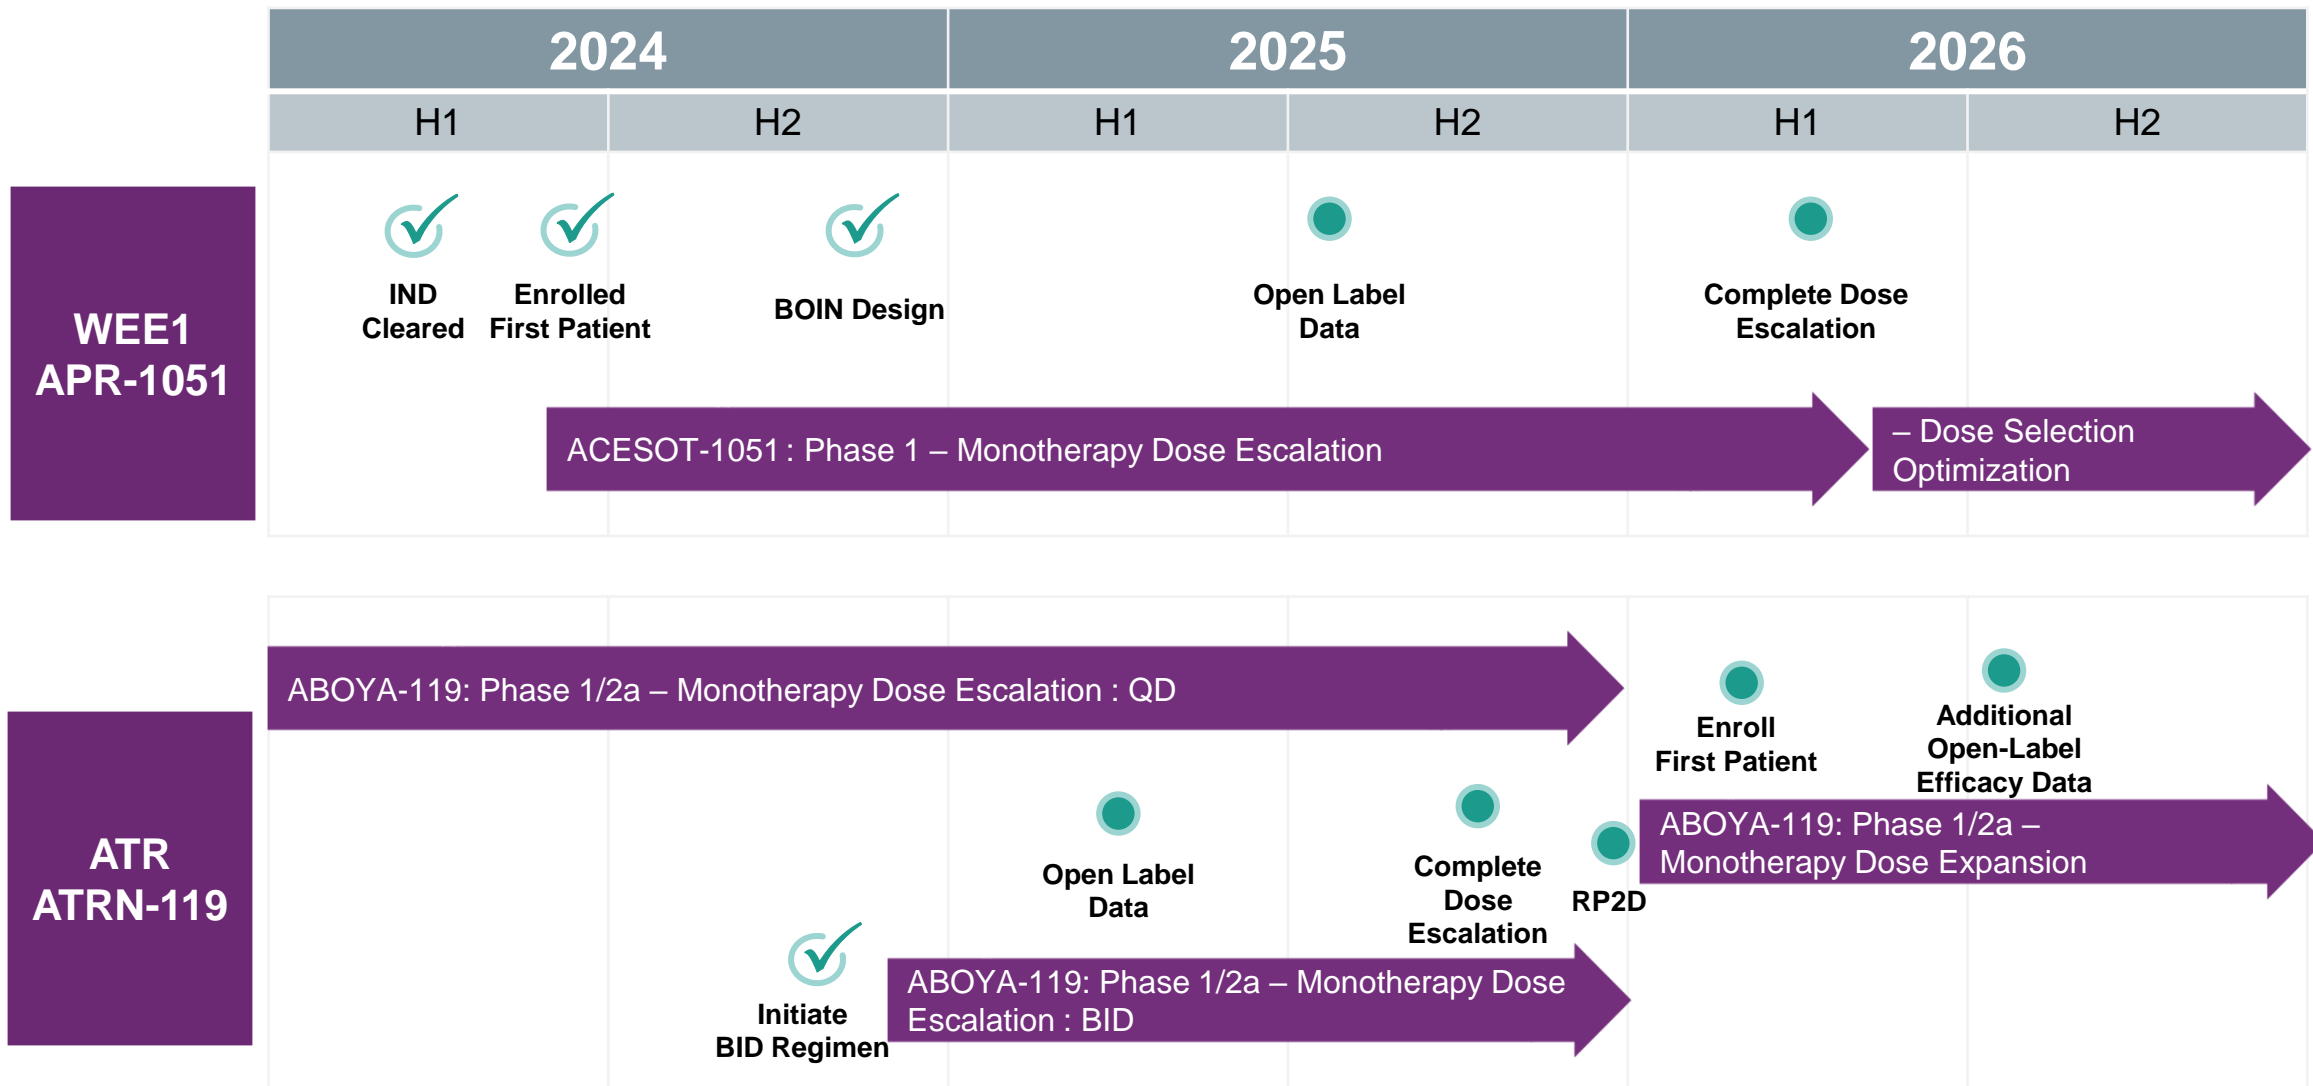 2024
2025
2026
H1
H2
H1
H2
H1
H2
WEE1
APR-1051
IND
Cleared
Enrolled
First Patient
BOIN Design
Open Label
Data
Complete Dose
Escalation
ACESOT-1051 : Phase 1 – Monotherapy Dose Escalation
– Dose Selection
Optimization
ATR
ATRN-119
ABOYA-119: Phase 1/2a – Monotherapy Dose Escalation : QD
Enroll
First Patient
Additional
Open-Label
Efficacy Data
Open Label
Data
Complete
Dose
Escalation
RP2D
ABOYA-119: Phase 1/2a –
Monotherapy Dose Expansion
Initiate
BID Regimen
ABOYA-119: Phase 1/2a – Monotherapy Dose
Escalation : BID